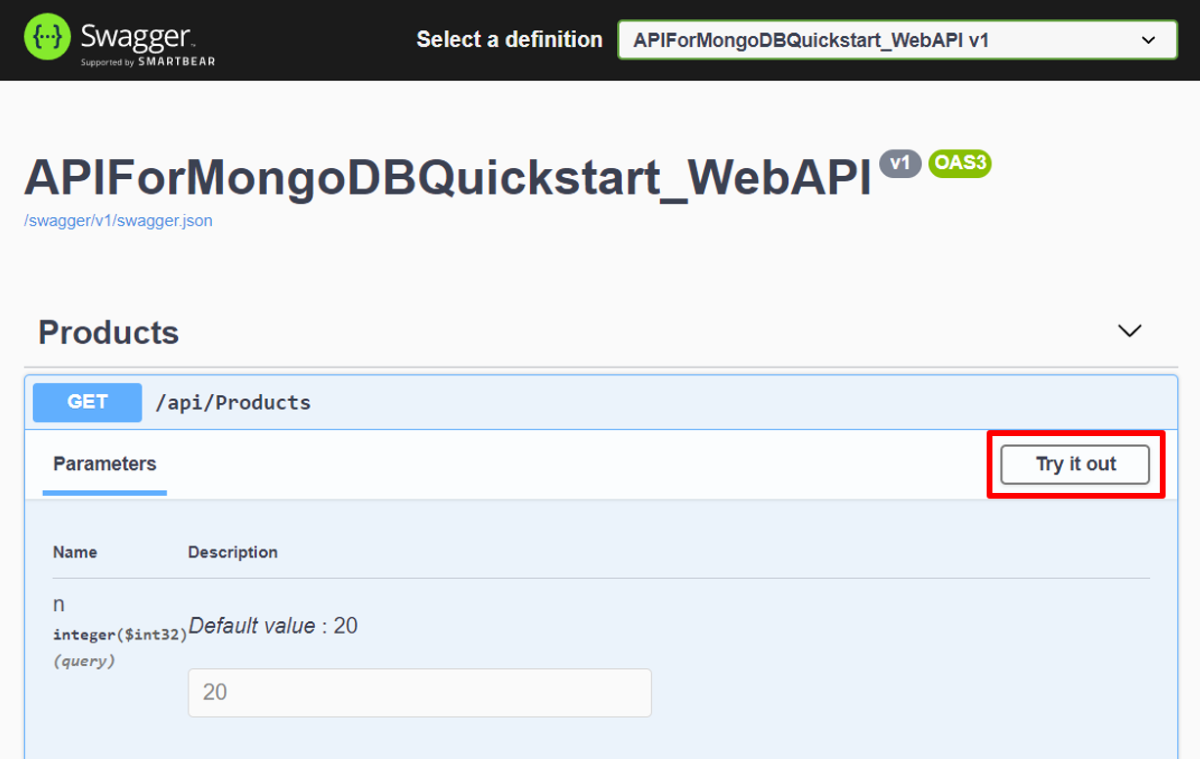 {···} Swagger™
Supported by SMARTBEAR
Select a definition
APIForMongoDBQuickstart_WebAPI v1
APIForMongoDBQuickstart_WebAPI v1 OAS3
/swagger/v1/swagger.json
Products
GET /api/Products
Parameters
Try it out
Name Description
n
integer($int32)
(query)
Default value : 20
20